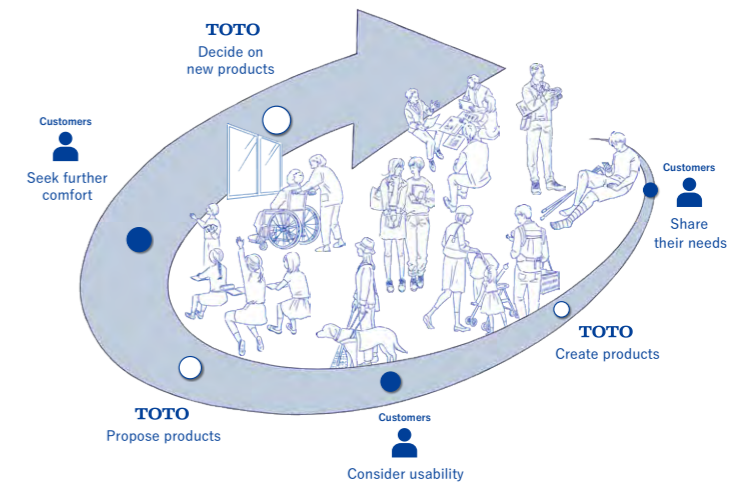 TOTO
Decide on
new products
Customers
Seek further
comfort
Customers
Share
their needs
TOTO
Create products
TOTO
Propose products
Customers
Consider usability